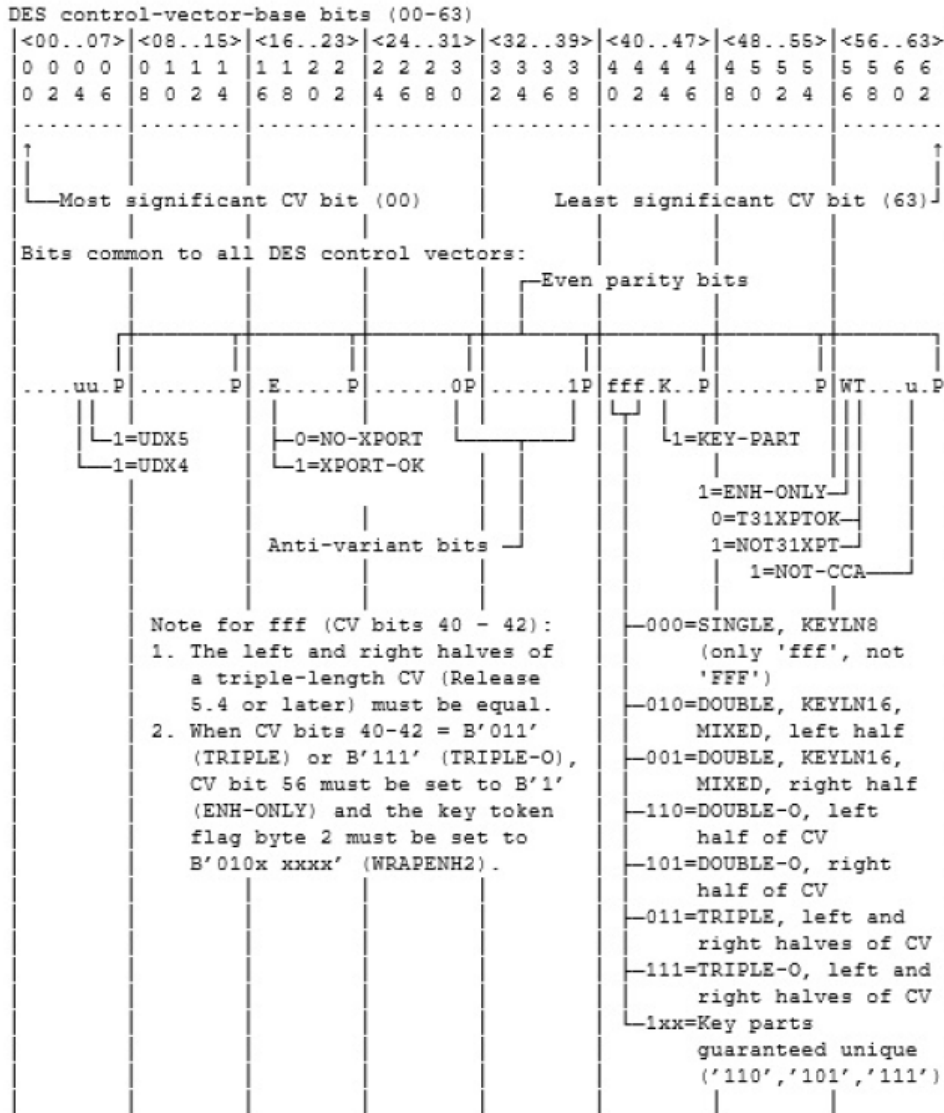 DES control-vector-base bits (00-63)
|<00..07>|<08..15>|<16..23>|<24..31>|<32..39>|<40..47>|<48..55>|<56..63>
|0 0 0 0 |0 1 1 1 |1 1 2 2 |2 2 2 3 |3 3 3 3 |4 4 4 4 |4 5 5 5 |5 5 6 6
|0 2 4 6 |8 0 2 4 |6 8 0 2 |4 6 8 0 |2 4 6 8 |0 2 4 6 |8 0 2 4 |6 8 0 2
|........|........|........|........|........|........|........|........
↑ ↑
Most significant CV bit (00) Least significant CV bit (63)
Bits common to all DES control vectors:
Even parity bits
|....uu.P|.......P|.E.....P|......0P|......1P|fff.K..P|.......P|WT...u.P
1=UDX5 0=NO-XPORT 1=KEY-PART
1=UDX4 1=XPORT-OK
1=ENH-ONLY
0=T31XPTOK
Anti-variant bits 1=NOT31XPT
1=NOT-CCA
Note for fff (CV bits 40 - 42): 000=SINGLE, KEYLN8
1. The left and right halves of (only 'fff', not
a triple-length CV (Release 'FFF')
5.4 or later) must be equal. 010=DOUBLE, KEYLN16,
2. When CV bits 40-42 = B'011' MIXED, left half
(TRIPLE) or B'111' (TRIPLE-O), 001=DOUBLE, KEYLN16,
CV bit 56 must be set to B'1' MIXED, right half
(ENH-ONLY) and the key token 110=DOUBLE-O, left
flag byte 2 must be set to half of CV
B'010x xxxx' (WRAPENH2). 101=DOUBLE-O, right
half of CV
011=TRIPLE, left and
right halves of CV
111=TRIPLE-O, left and
right halves of CV
1xx=Key parts
guaranteed unique
('110','101','111')